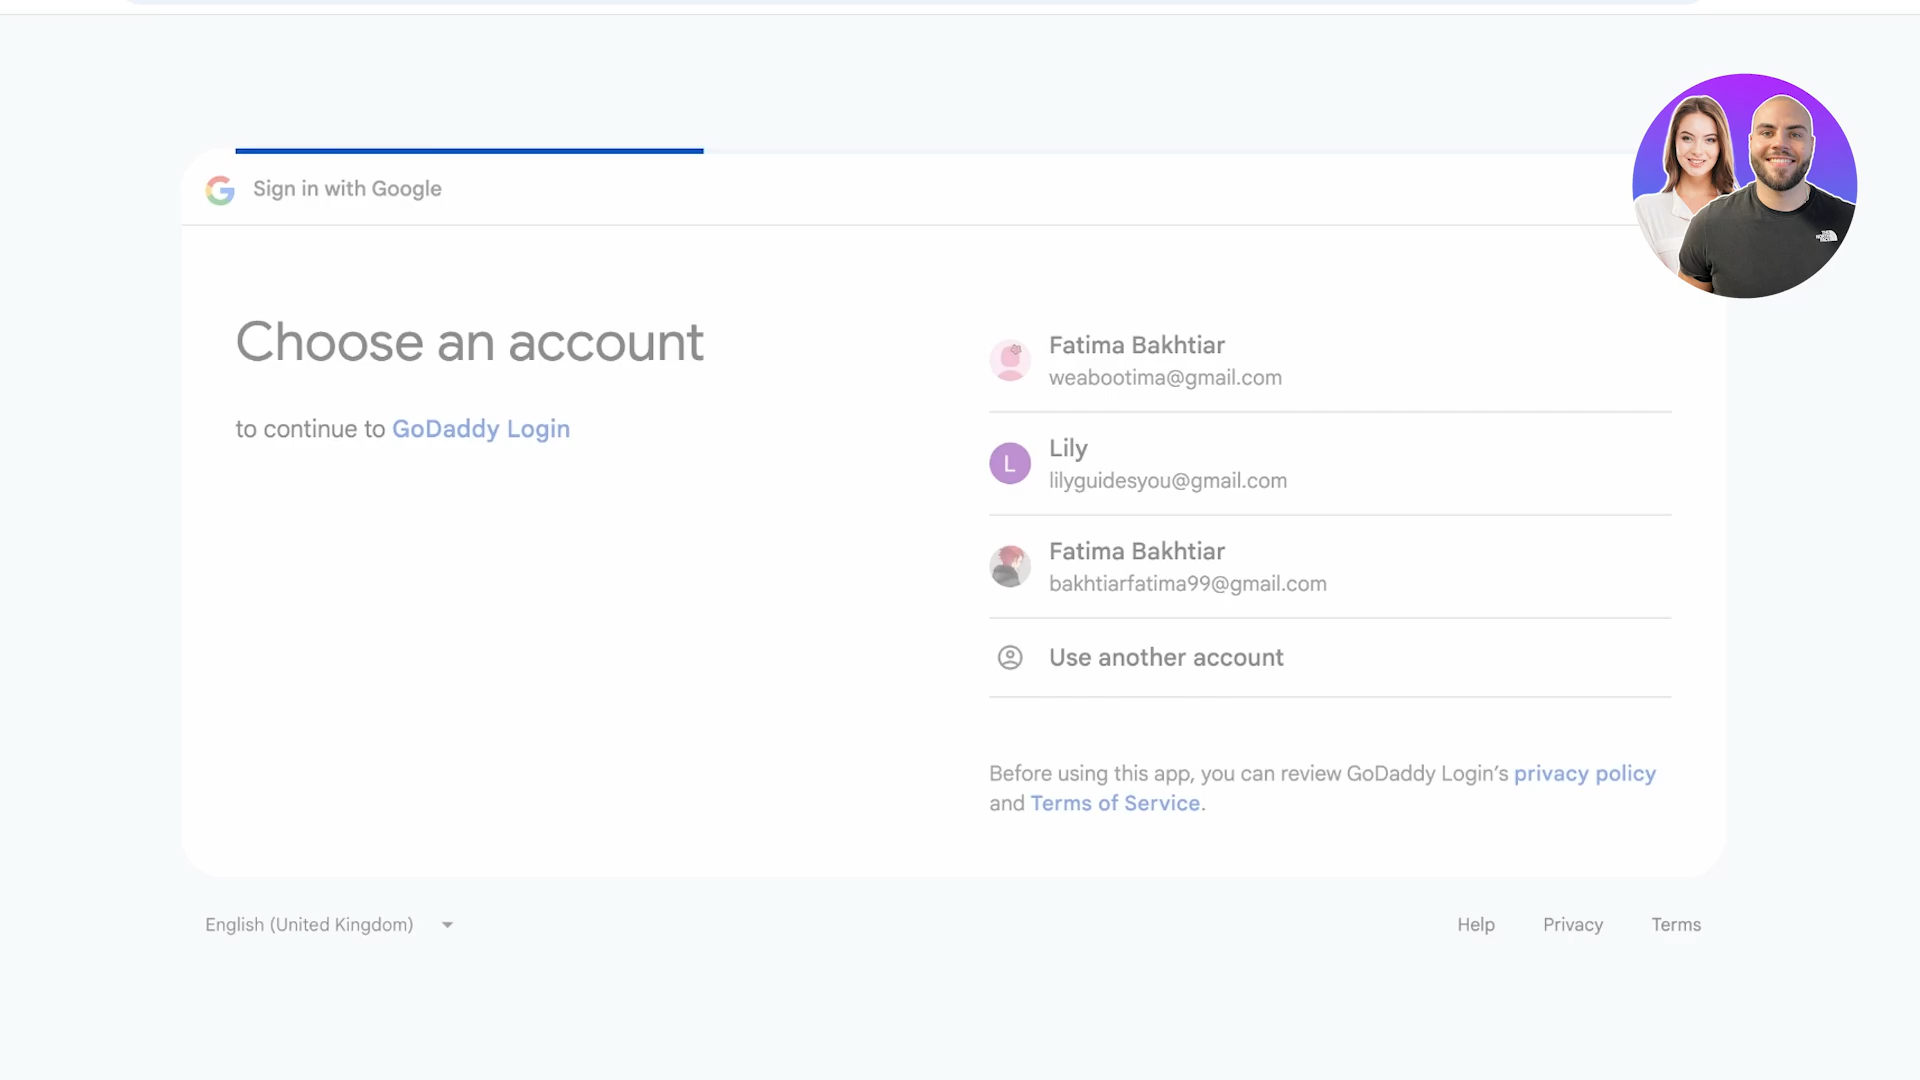 Sign in with Google
Choose an account
to continue to GoDaddy Login
Fatima Bakhtiar
weabootima@gmail.com
L
Lily
lilyguidesyou@gmail.com
Fatima Bakhtiar
bakhtiarfatima99@gmail.com
Use another account
Before using this app, you can review GoDaddy Login’s privacy policy
and Terms of Service.
English (United Kingdom)
Help
Privacy
Terms